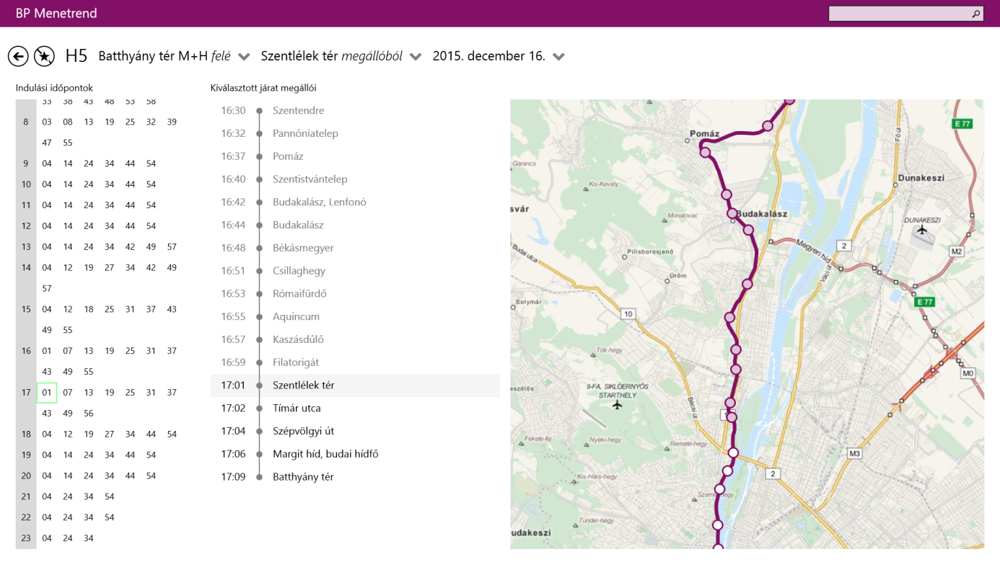 BP Menetrend
H5 Batthyány tér M+H felé Szentlélek tér megállóból 2015. december 16.
Indulási időpontok
33 38 43 48 53 58
8 03 08 13 19 25 32 39
47 55
9 04 14 24 34 44 54
10 04 14 24 34 44 54
11 04 14 24 34 44 54
12 04 14 24 34 44 54
13 04 14 24 34 42 49 57
14 04 12 19 27 34 42 49
57
15 04 12 18 25 31 37 43
49 55
16 01 07 13 19 25 31 37
43 49 55
17 01 07 13 19 25 31 37
43 49 56
18 04 12 19 27 34 44 54
19 04 14 24 34 44 54
20 04 14 24 34 44 54
21 04 24 34 54
22 04 24 34 54
23 04 24 34
Kiválasztott járat megállói
16:30 Szentendre
16:32 Pannóniatelep
16:37 Pomáz
16:40 Szentistvántelep
16:42 Budakalász, Lenfonó
16:44 Budakalász
16:48 Békásmegyer
16:51 Csillaghegy
16:53 Rómaifürdő
16:55 Aquincum
16:57 Kaszásdűlő
16:59 Filatorigát
17:01 Szentlélek tér
17:02 Tímár utca
17:04 Szépvölgyi út
17:06 Margit híd, budai hídfő
17:09 Batthyány tér
E 77
Pomáz
Fő út
Garancs
Dunakeszi
Kis-Kevély
svár
Monalovac
Budakalász
DUNAKESZI
Megyeri híd
2
M2
Budai utca
Pilisborosjenő
Váci út
Üröm
Solymár
E 77
10
Tök-hegy
M0
eszőlős
9-FA, SIKLÓERNYŐS
STARTHELY
Bécsi út
1
Fekete-fej
Nyéki-hegy
Remete-hegy
M3
Kis-Hárs-hegy
2
Tündér-hegy
udakeszi